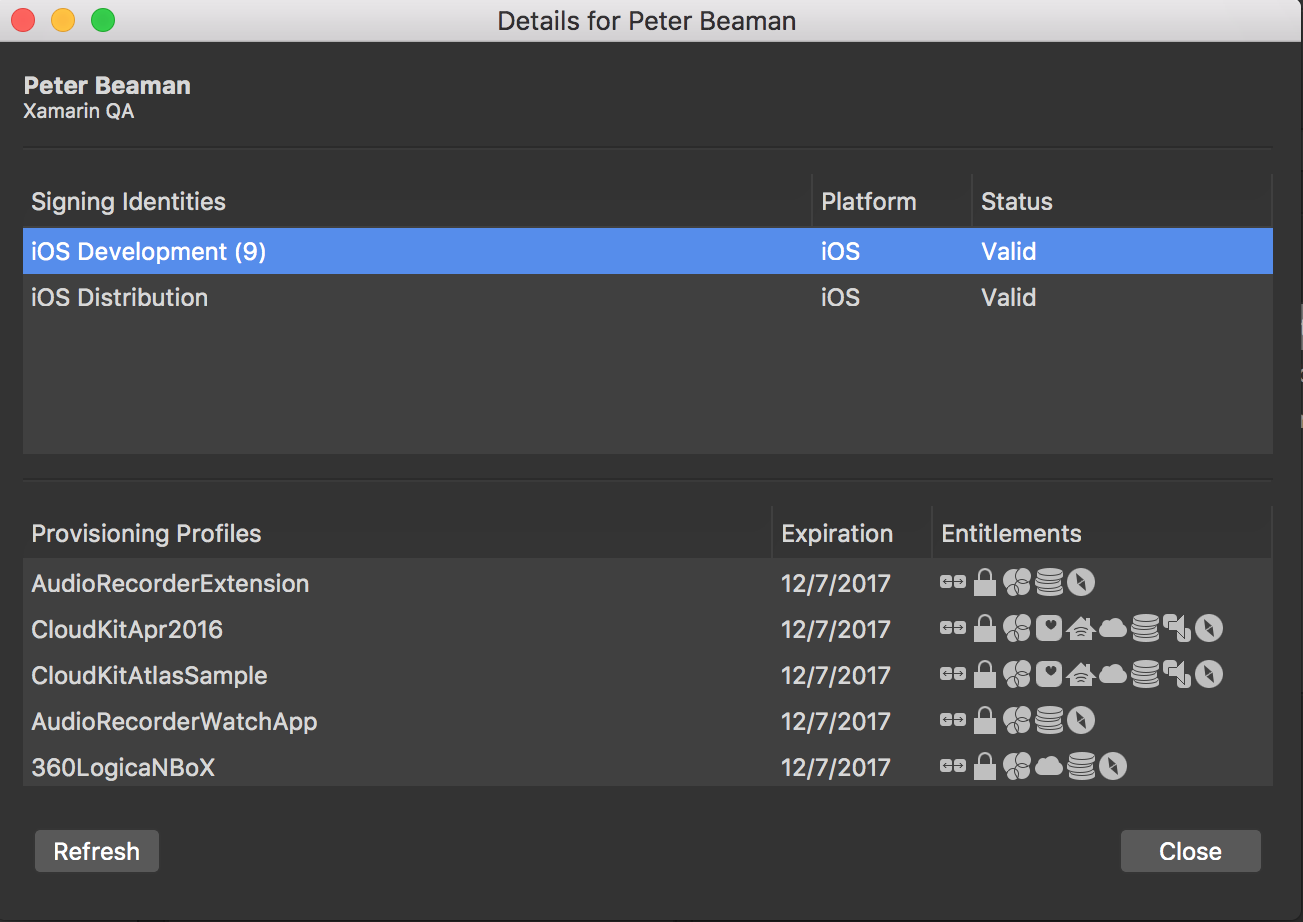 Details for Peter Beaman
Peter Beaman
Xamarin QA
Signing Identities Platform Status
iOS Development (9) iOS Valid
iOS Distribution iOS Valid
Provisioning Profiles Expiration Entitlements
AudioRecorderExtension 12/7/2017
CloudKitApr2016 12/7/2017
CloudKitAtlasSample 12/7/2017
AudioRecorderWatchApp 12/7/2017
360LogicaNBoX 12/7/2017
Refresh Close